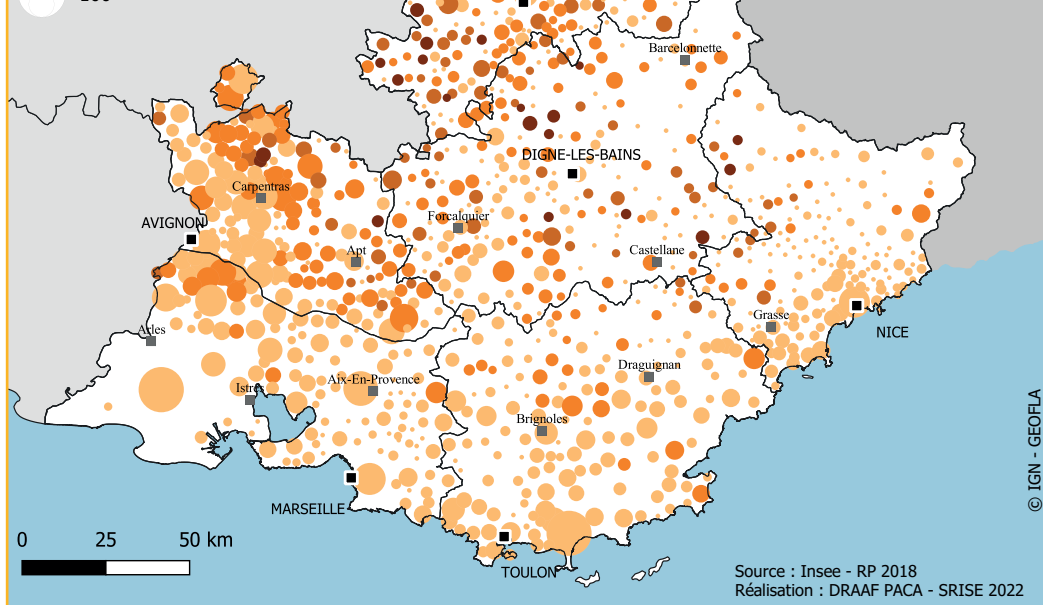 Barcelonnette
DIGNE-LES-BAINS
Carpentras
AVIGNON
Forcalquier
Apt
Castellane
Grasse
NICE
Arles
Draguignan
Aix-En-Provence
Istres
Brignoles
MARSEILLE
TOULON
0 25 50 km
© IGN - GEOFLA
Source : Insee - RP 2018
Réalisation : DRAAF PACA - SRISE 2022